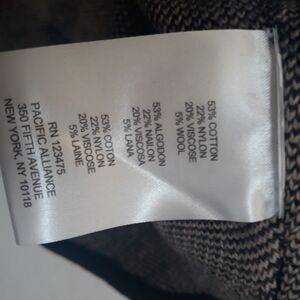 53% COTTON
22% NYLON
20% VISCOSE
5% WOOL
53% ALGODON
22% NAILON
20% VISCOSA
5% LANA
53% COTON
22% NYLON
20% VISCOSE
5% LAINE
RN 123475
PACIFIC ALLIANCE
350 FIFTH AVENUE
NEW YORK, NY 10118